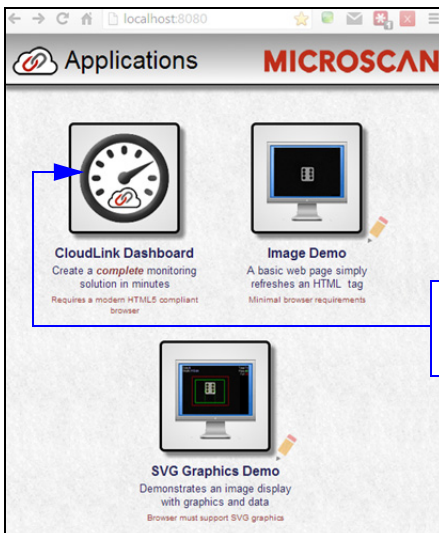 localhost:8080
Applications
MICROSCAN
CloudLink Dashboard
Create a complete monitoring
solution in minutes
Requires a modern HTML5 compliant
browser
Image Demo
A basic web page simply
refreshes an HTML tag
Minimal browser requirements
SVG Graphics Demo
Demonstrates an image display
with graphics and data
Browser must support SVG graphics